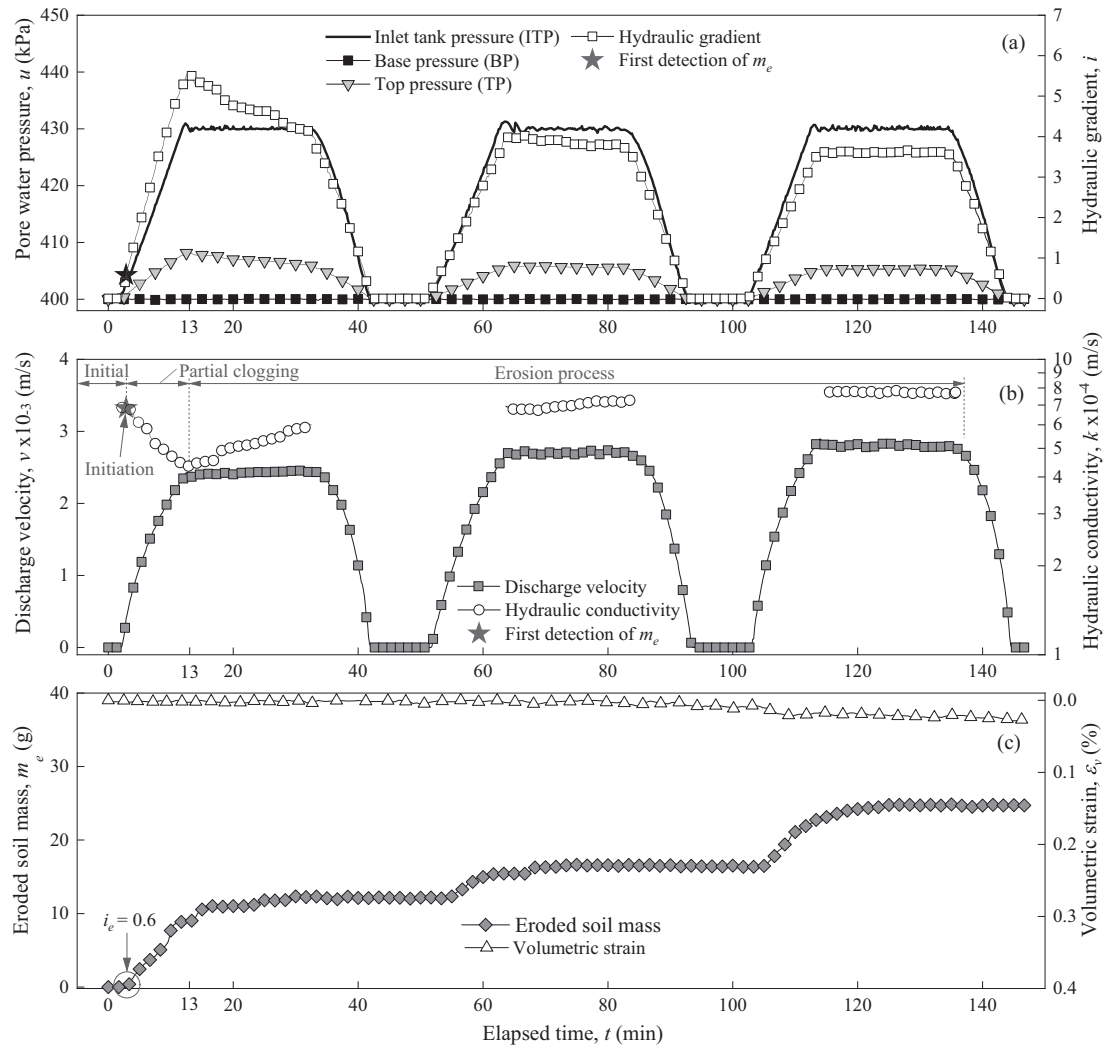 450
440
430
420
410
400
Pore water pressure, u (kPa)
Inlet tank pressure (ITP)
Base pressure (BP)
Top pressure (TP)
Hydraulic gradient
First detection of mₑ
(a)
7
6
5
4
3
2
1
0
Hydraulic gradient, i
0 13 20 40 60 80 100 120 140
4
3
2
1
0
Discharge velocity, v x10-3 (m/s)
Initial
Partial clogging
Erosion process
(b)
Initiation
Discharge velocity
Hydraulic conductivity
First detection of mₑ
10
9
8
7
6
5
4
3
2
1
Hydraulic conductivity, k x10⁻⁴ (m/s)
0 13 20 40 60 80 100 120 140
40
30
20
10
0
Eroded soil mass, mₑ (g)
(c)
iₑ = 0.6
Eroded soil mass
Volumetric strain
0.0
0.1
0.2
0.3
0.4
Volumetric strain, εᵥ (%)
0 13 20 40 60 80 100 120 140
Elapsed time, t (min)